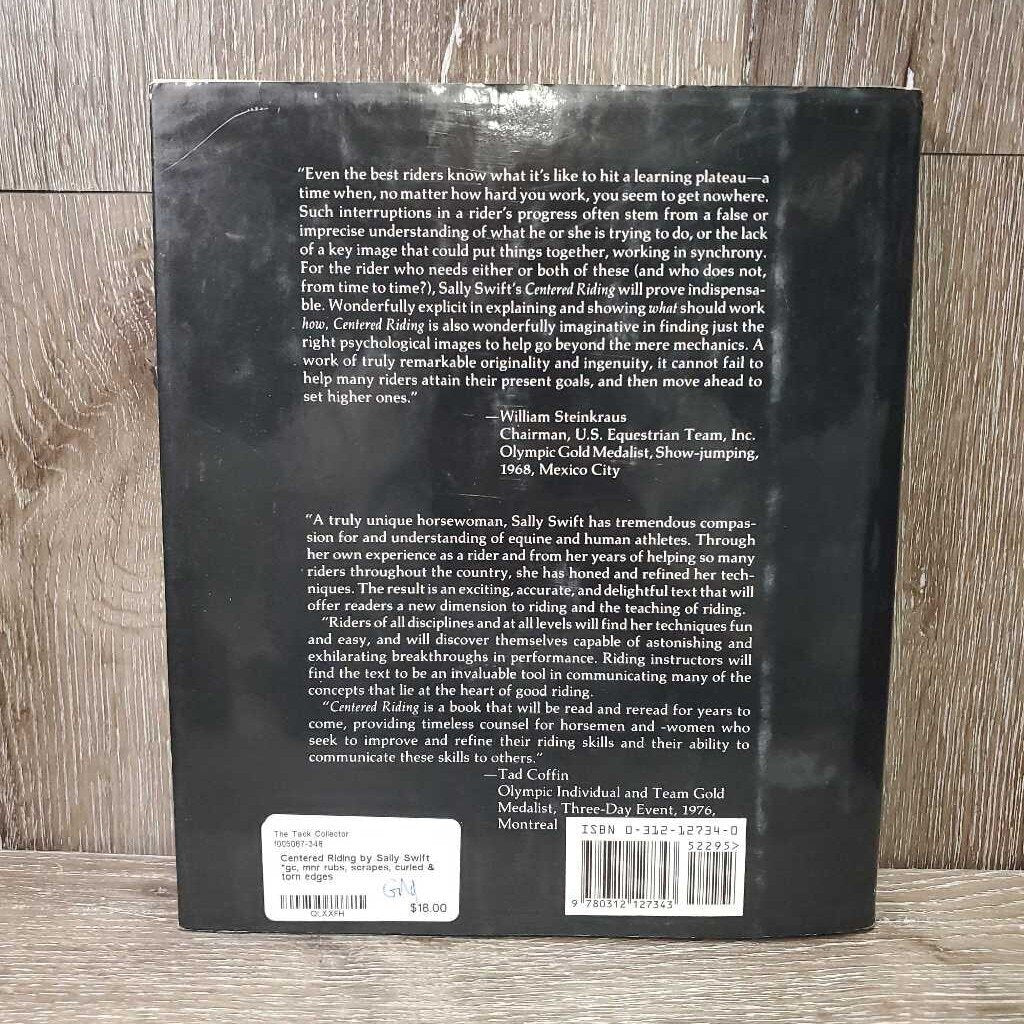 "Even the best riders know what it's like to hit a learning plateau—a
time when, no matter how hard you work, you seem to get nowhere.
Such interruptions in a rider's progress often stem from a false or
imprecise understanding of what he or she is trying to do, or the lack
of a key image that could put things together, working in synchrony.
For the rider who needs either or both of these (and who does not,
from time to time?), Sally Swift's Centered Riding will prove indispensa-
ble. Wonderfully explicit in explaining and showing what should work
how, Centered Riding is also wonderfully imaginative in finding just the
right psychological images to help go beyond the mere mechanics. A
work of truly remarkable originality and ingenuity, it cannot fail to
help many riders attain their present goals, and then move ahead to
set higher ones."
—William Steinkraus
Chairman, U.S. Equestrian Team, Inc.
Olympic Gold Medalist, Show-jumping,
1968, Mexico City
"A truly unique horsewoman, Sally Swift has tremendous compas-
sion for and understanding of equine and human athletes. Through
her own experience as a rider and from her years of helping so many
riders throughout the country, she has honed and refined her tech-
niques. The result is an exciting, accurate, and delightful text that will
offer readers a new dimension to riding and the teaching of riding.
"Riders of all disciplines and at all levels will find her techniques fun
and easy, and will discover themselves capable of astonishing and
exhilarating breakthroughs in performance. Riding instructors will
find the text to be an invaluable tool in communicating many of the
concepts that lie at the heart of good riding.
"Centered Riding is a book that will be read and reread for years to
come, providing timeless counsel for horsemen and -women who
seek to improve and refine their riding skills and their ability to
communicate these skills to others."
—Tad Coffin
Olympic Individual and Team Gold
Medalist, Three-Day Event, 1976,
Montreal
The Tack Collector
f005087-348
Centered Riding by Sally Swift
*gc, mnr rubs, scrapes, curled &
torn edges
QLXXFH
$18.00
ISBN 0-312-12734-0
52295>
9 780312 127343